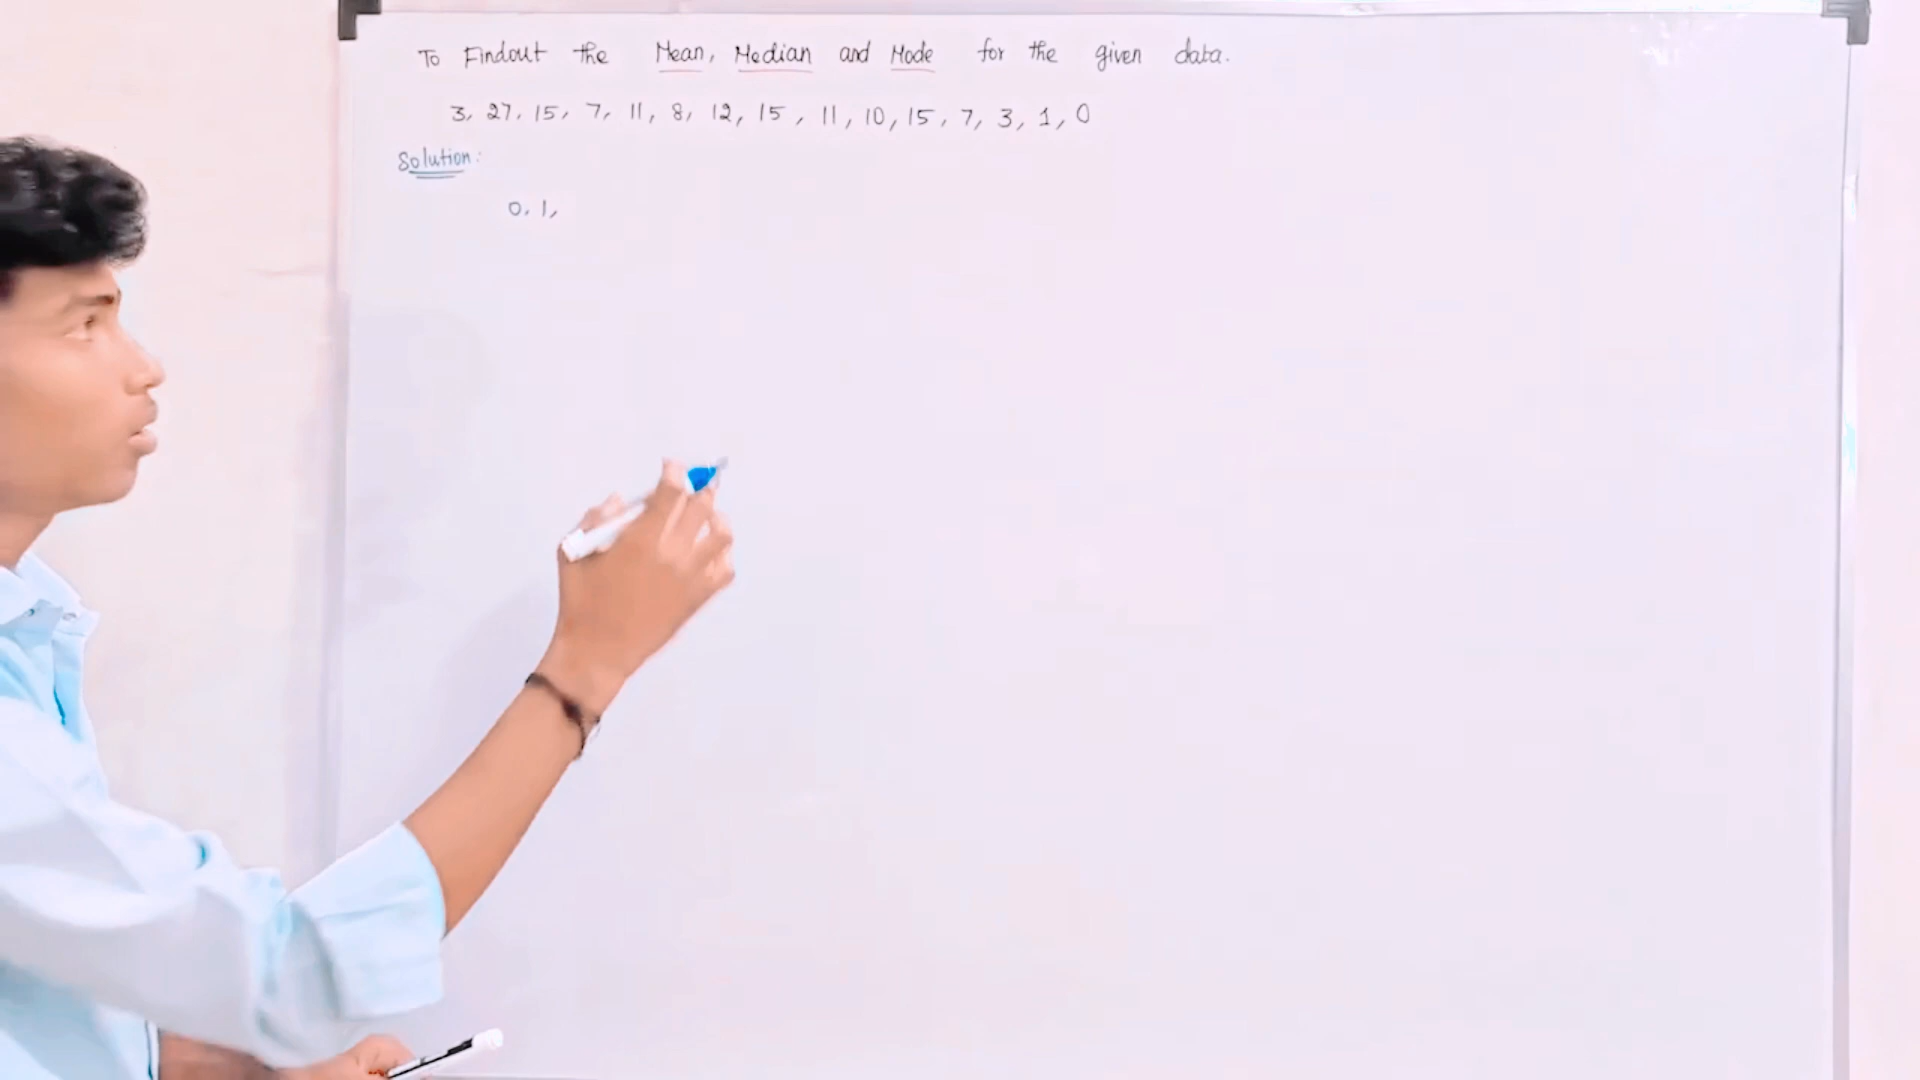 To Findout the Mean, Median and Mode for the given data.
3, 27, 15, 7, 11, 8, 12, 15, 11, 10, 15, 7, 3, 1, 0
Solution:
0, 1,